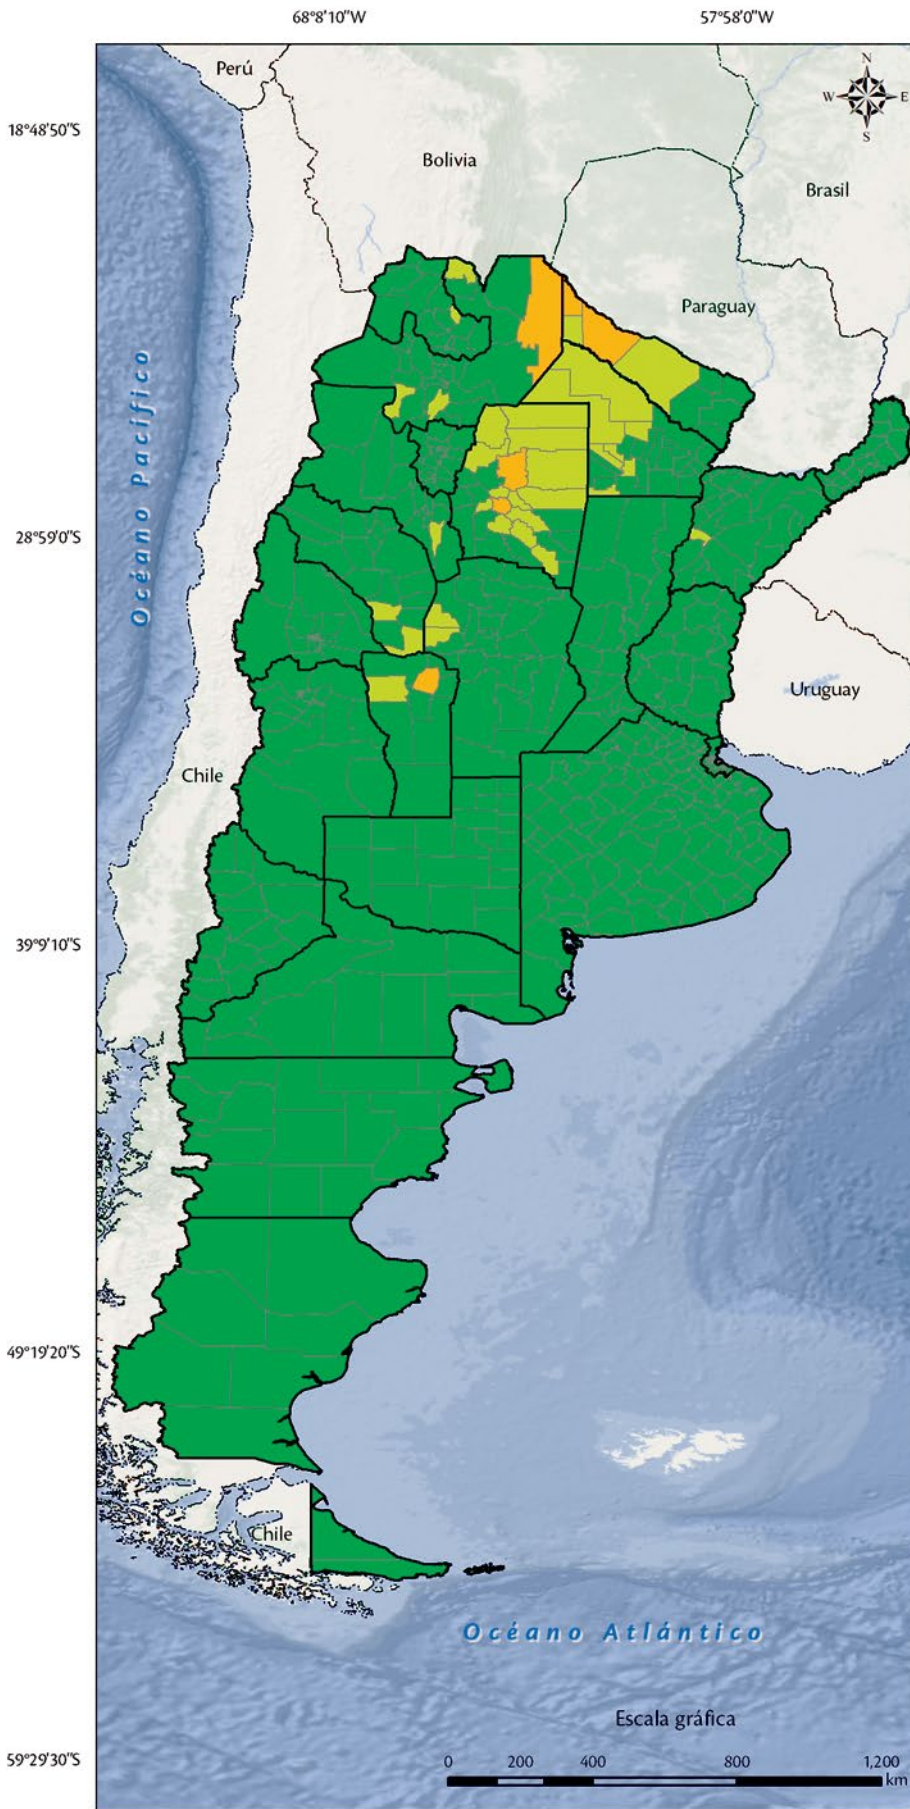 68°8'10"W 57°58'0"W
Perú
N
W E
S
18°48'50"S
Bolivia
Brasil
Paraguay
Océano Pacífico
28°59'0"S
Uruguay
Chile
39°9'10"S
49°19'20"S
Chile
Océano Atlántico
Escala gráfica
59°29'30"S
0 200 400 800 1,200
km